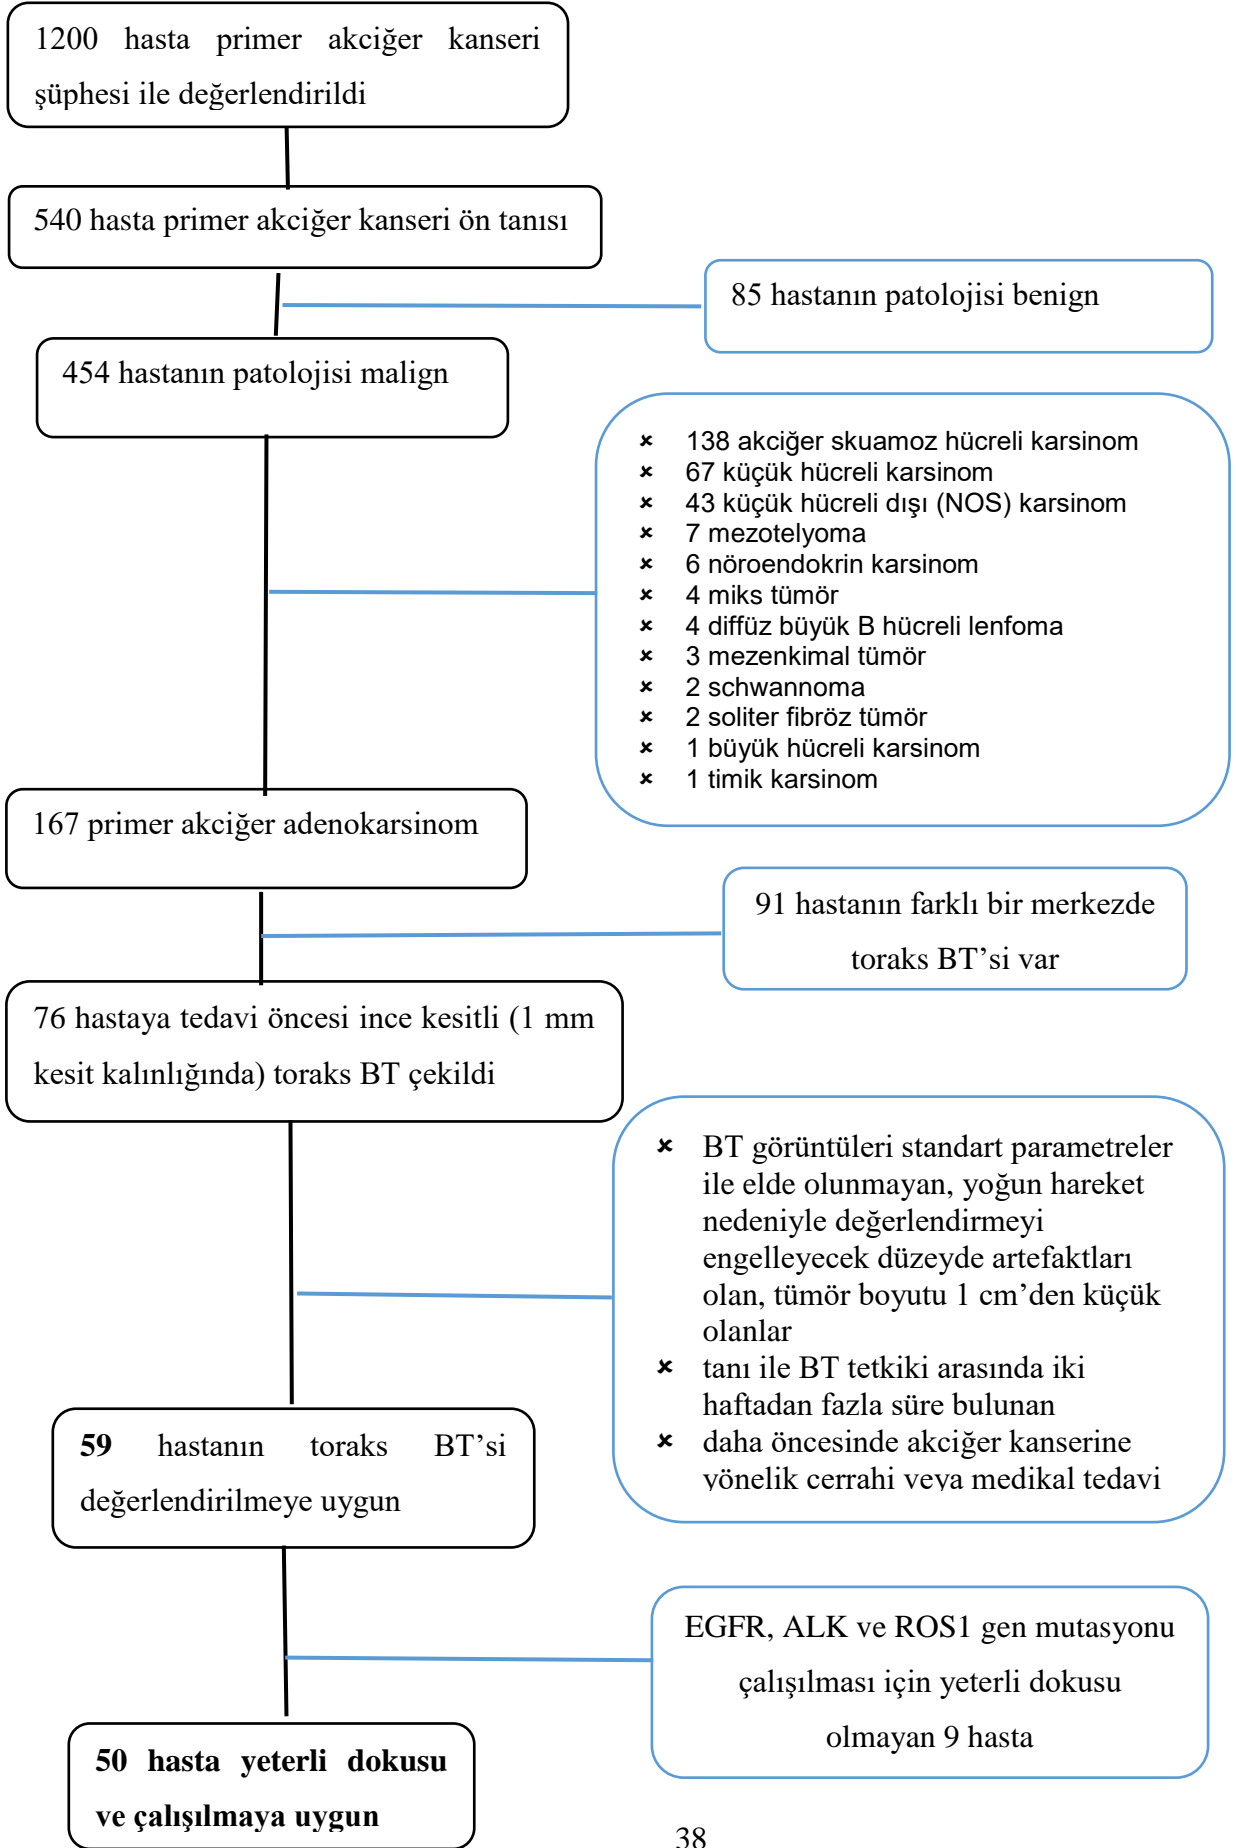 1200 hasta primer akciğer kanseri
şüphesi ile değerlendirildi
540 hasta primer akciğer kanseri ön tanısı
85 hastanın patolojisi benign
454 hastanın patolojisi malign
× 138 akciğer skuamoz hücreli karsinom
× 67 küçük hücreli karsinom
× 43 küçük hücreli dışı (NOS) karsinom
× 7 mezotelyoma
× 6 nöroendokrin karsinom
× 4 miks tümör
× 4 diffüz büyük B hücreli lenfoma
× 3 mezenkimal tümör
× 2 schwannoma
× 2 soliter fibröz tümör
× 1 büyük hücreli karsinom
× 1 timik karsinom
167 primer akciğer adenokarsinom
91 hastanın farklı bir merkezde
toraks BT’si var
76 hastaya tedavi öncesi ince kesitli (1 mm
kesit kalınlığında) toraks BT çekildi
× BT görüntüleri standart parametreler
ile elde olunmayan, yoğun hareket
nedeniyle değerlendirmeyi
engelleyecek düzeyde artefaktları
olan, tümör boyutu 1 cm’den küçük
olanlar
× tanı ile BT tetkiki arasında iki
haftadan fazla süre bulunan
× daha öncesinde akciğer kanserine
yönelik cerrahi veya medikal tedavi
59 hastanın toraks BT’si
değerlendirilmeye uygun
EGFR, ALK ve ROS1 gen mutasyonu
çalışılması için yeterli dokusu
olmayan 9 hasta
50 hasta yeterli dokusu
ve çalışılmaya uygun
38